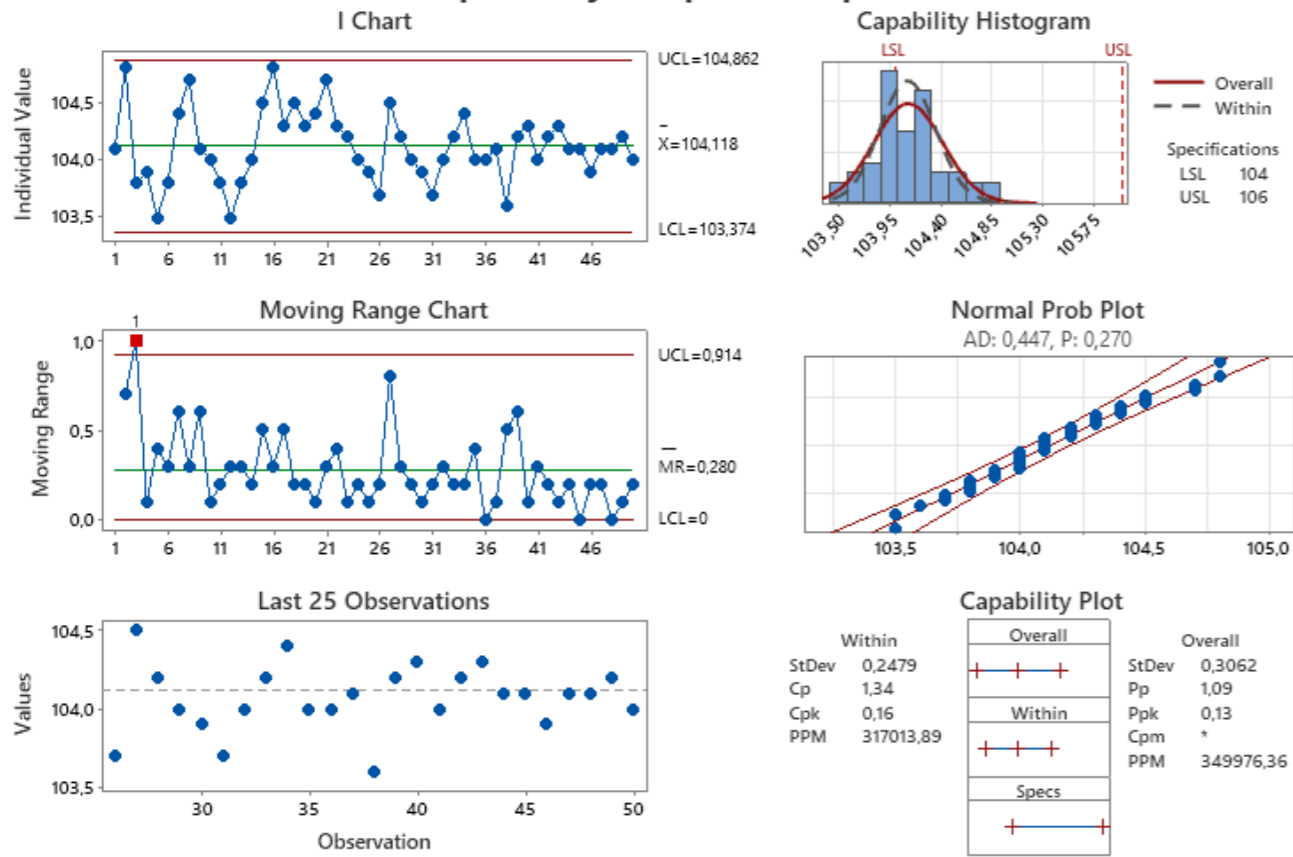 I Chart
Individual Value
104,5
104,0
103,5
1 6 11 16 21 26 31 36 41 46
UCL=104,862
X=104,118
LCL=103,374
Capability Histogram
LSL USL
103,50 103,95 104,40 104,85 105,30 105,75
Overall
Within
Specifications
LSL 104
USL 106
Moving Range Chart
1
Moving Range
1,0
0,5
0,0
1 6 11 16 21 26 31 36 41 46
UCL=0,914
MR=0,280
LCL=0
Normal Prob Plot
AD: 0,447, P: 0,270
103,5 104,0 104,5 105,0
Last 25 Observations
Values
104,5
104,0
103,5
30 35 40 45 50
Observation
Capability Plot
Within
StDev 0,2479
Cp 1,34
Cpk 0,16
PPM 317013,89
Overall
Within
Specs
Overall
StDev 0,3062
Pp 1,09
Ppk 0,13
Cpm *
PPM 349976,36